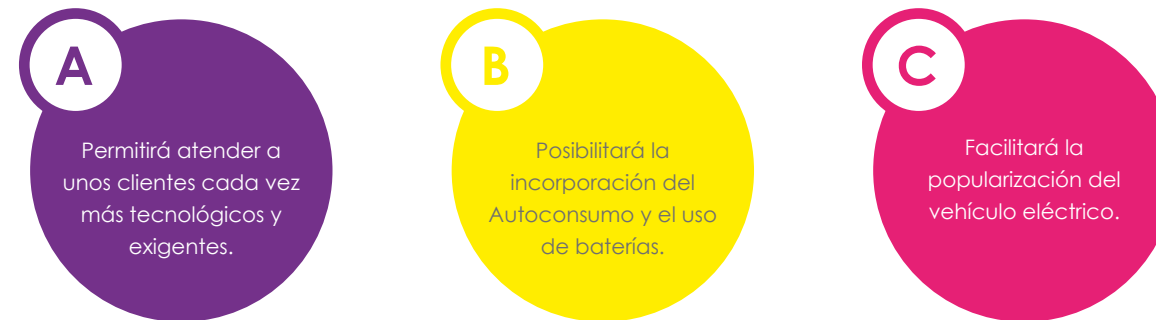 A
Permitirá atender a
unos clientes cada vez
más tecnológicos y
exigentes.
B
Posibilitará la
incorporación del
Autoconsumo y el uso
de baterías.
C
Facilitará la
popularización del
vehículo eléctrico.